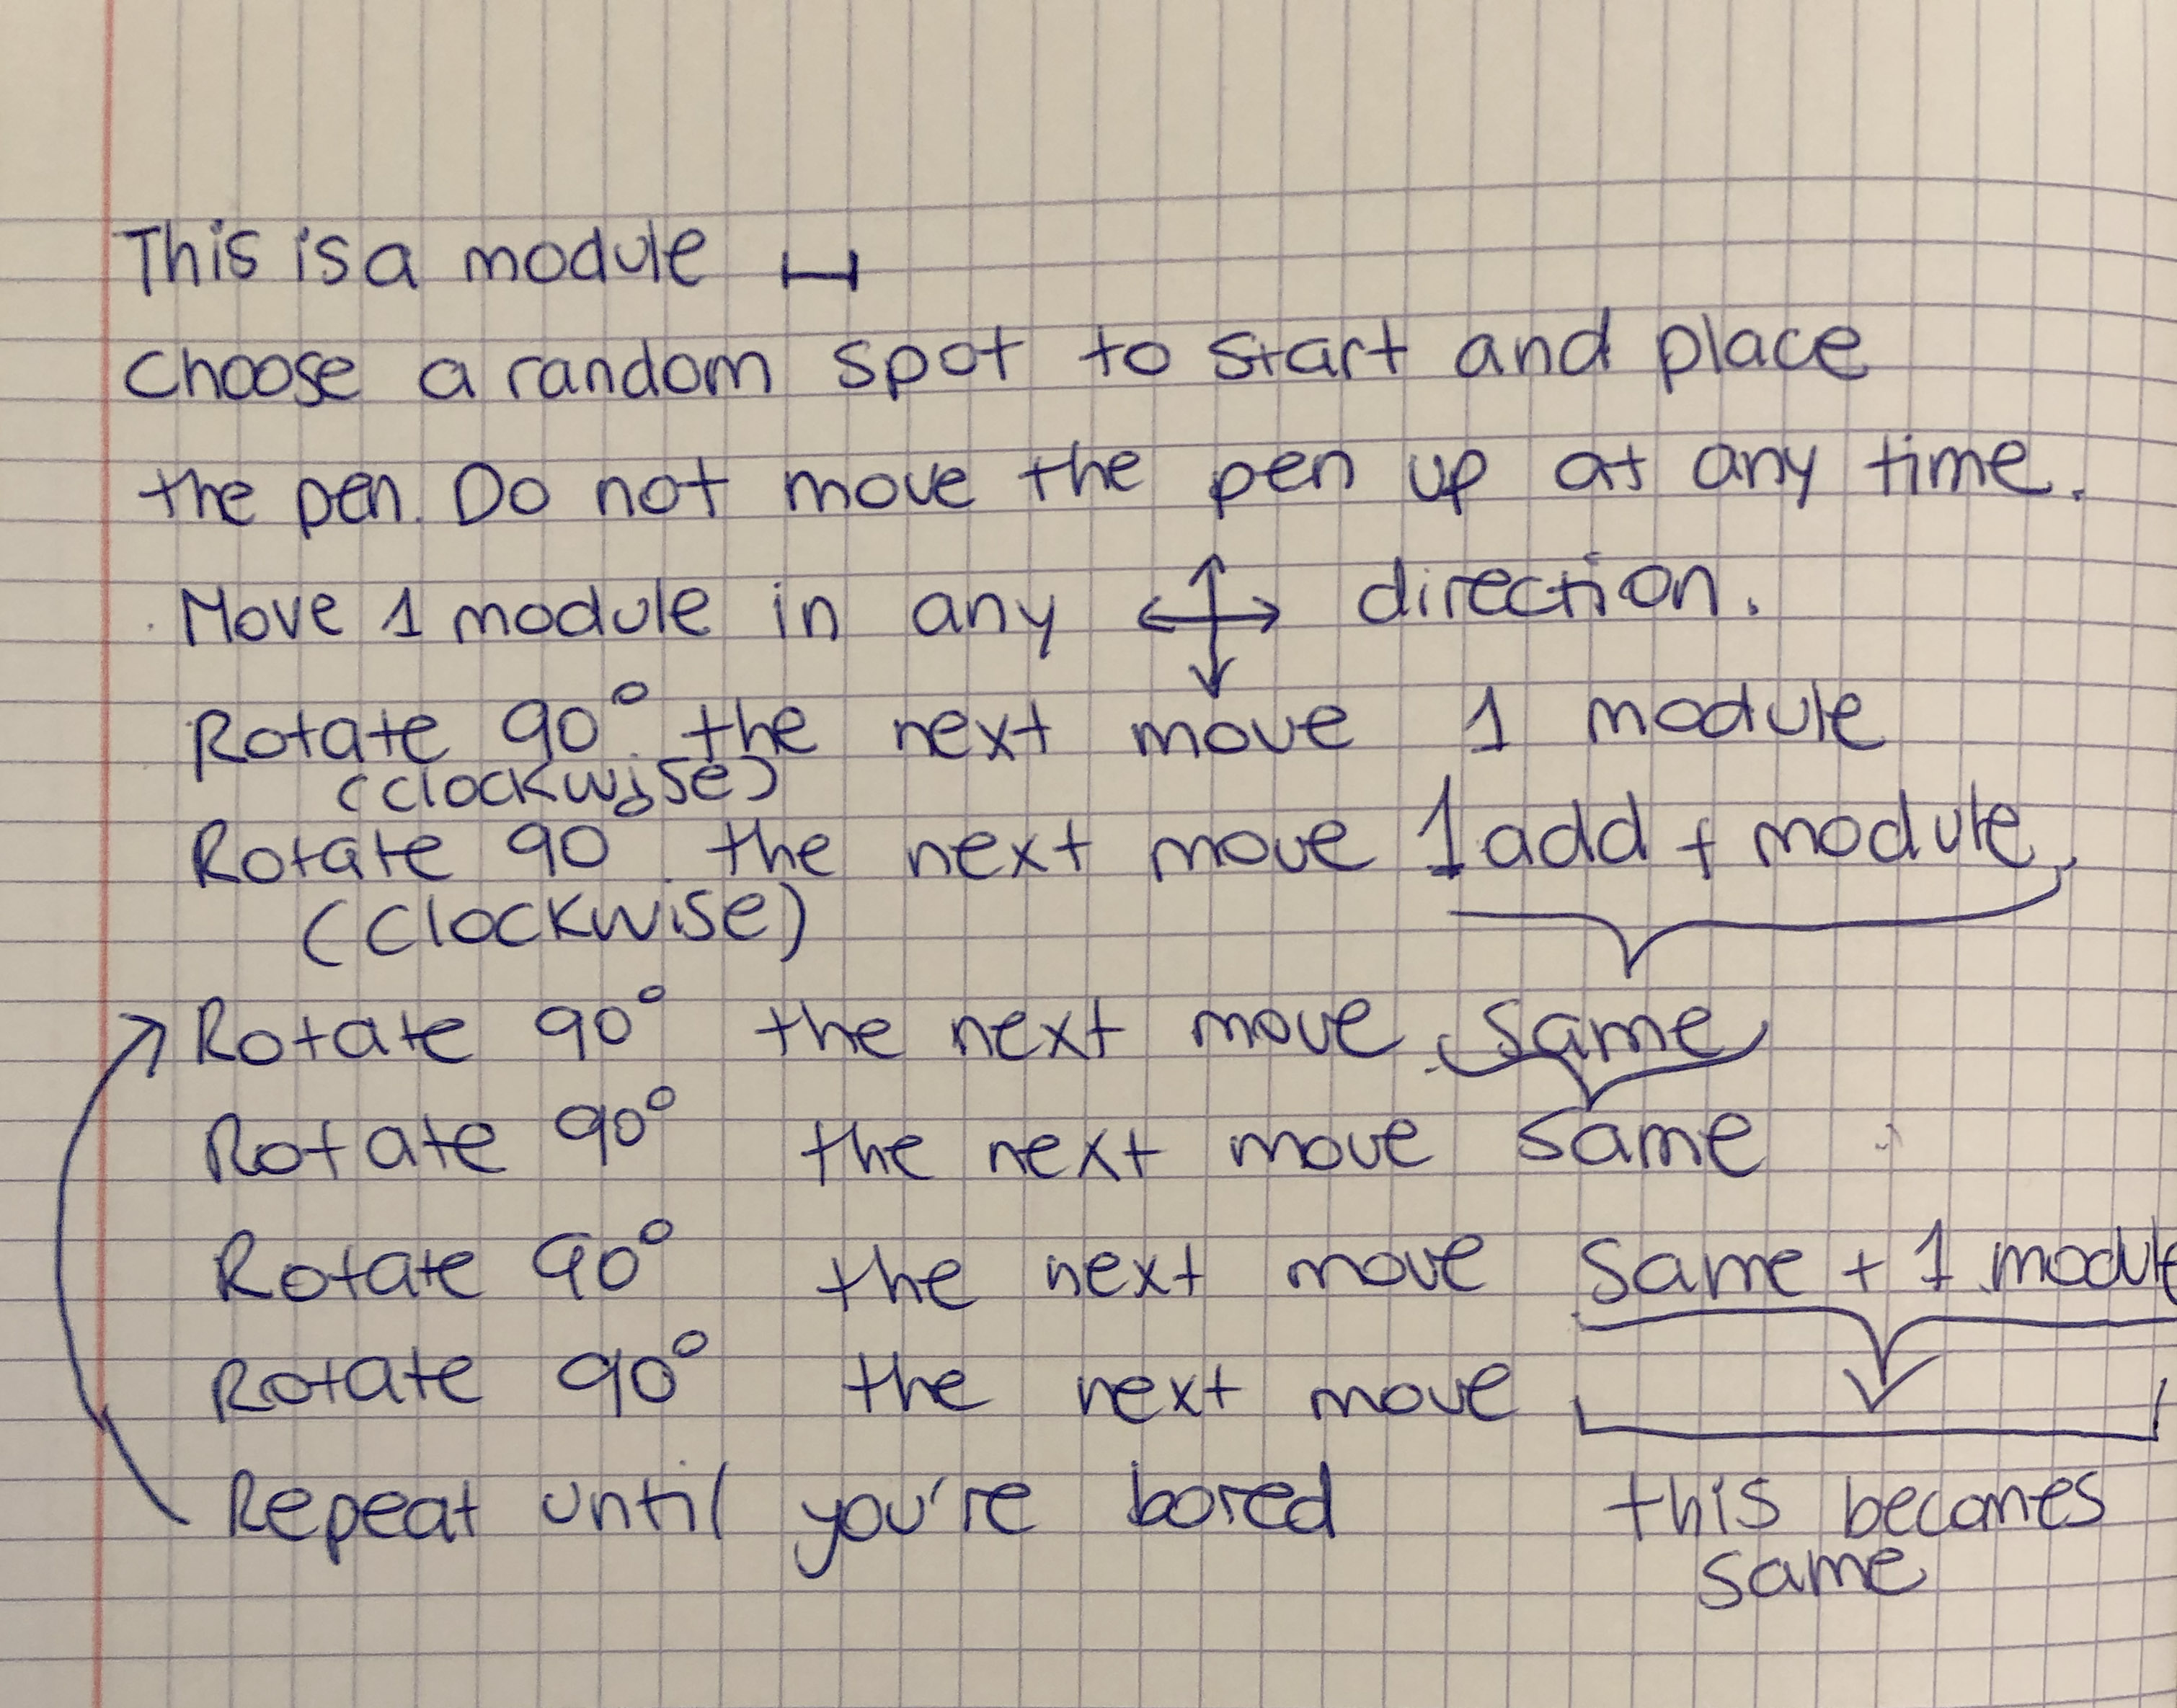 This is a module
Choose a random spot to start and place
the pen. Do not move the pen up at any time.
Move 1 module in any direction.
Rotate 90° the next move 1 module
(clockwise)
Rotate 90 the next move 1 add + module
(clockwise)
Rotate 90° the next move same
Rotate 90° the next move same
Rotate 90° the next move same + 1 module
Rotate 90° the next move
Repeat until you're bored this becomes
same